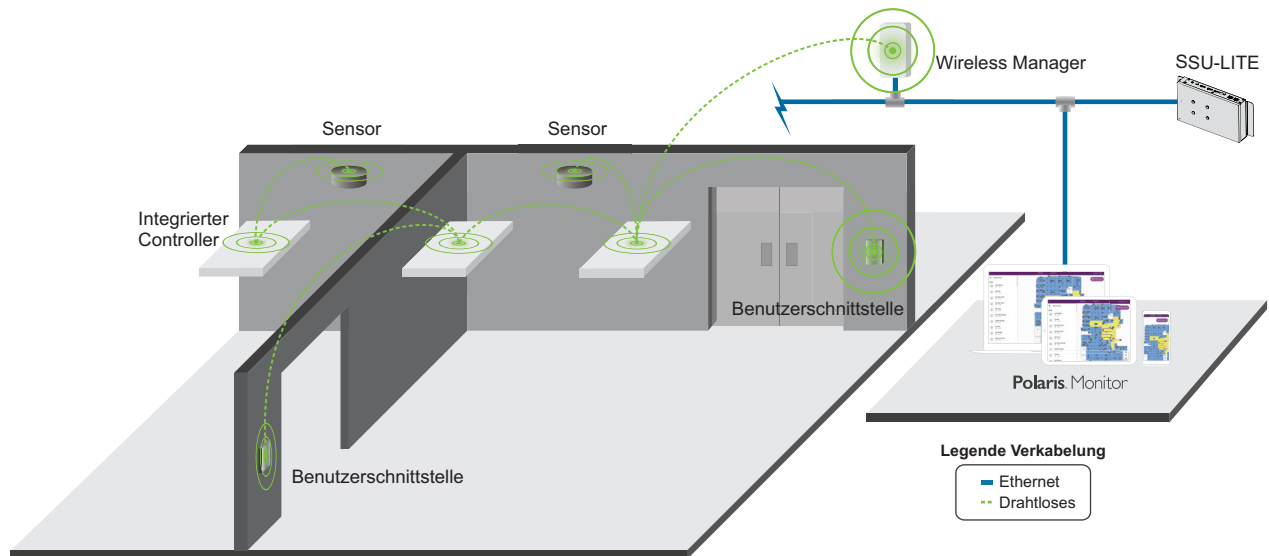 Wireless Manager
SSU-LITE
Sensor
Sensor
Integrierter
Controller
Benutzerschnittstelle
Benutzerschnittstelle
Polaris. Monitor
Legende Verkabelung
Ethernet
Drahtloses